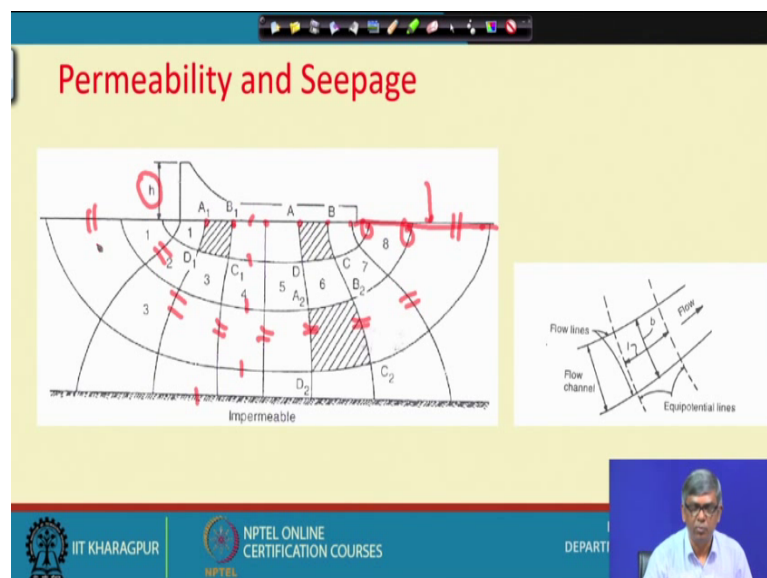 Permeability and Seepage
h
A₁ B₁ A B
1 1 8
2 D₁ 3 C₁ 4 5 D 6 C 7
A₂ B₂
3
D₂ C₂
Impermeable
Flow lines
Flow
b
l
Flow
channel
Equipotential lines
IIT KHARAGPUR
NPTEL
NPTEL ONLINE
CERTIFICATION COURSES
DEPART